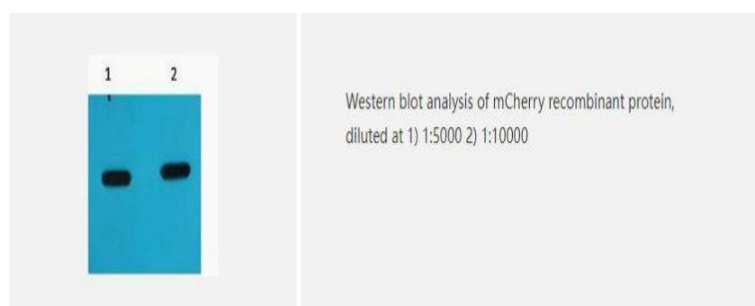 1 2
Western blot analysis of mCherry recombinant protein,
diluted at 1) 1:5000 2) 1:10000